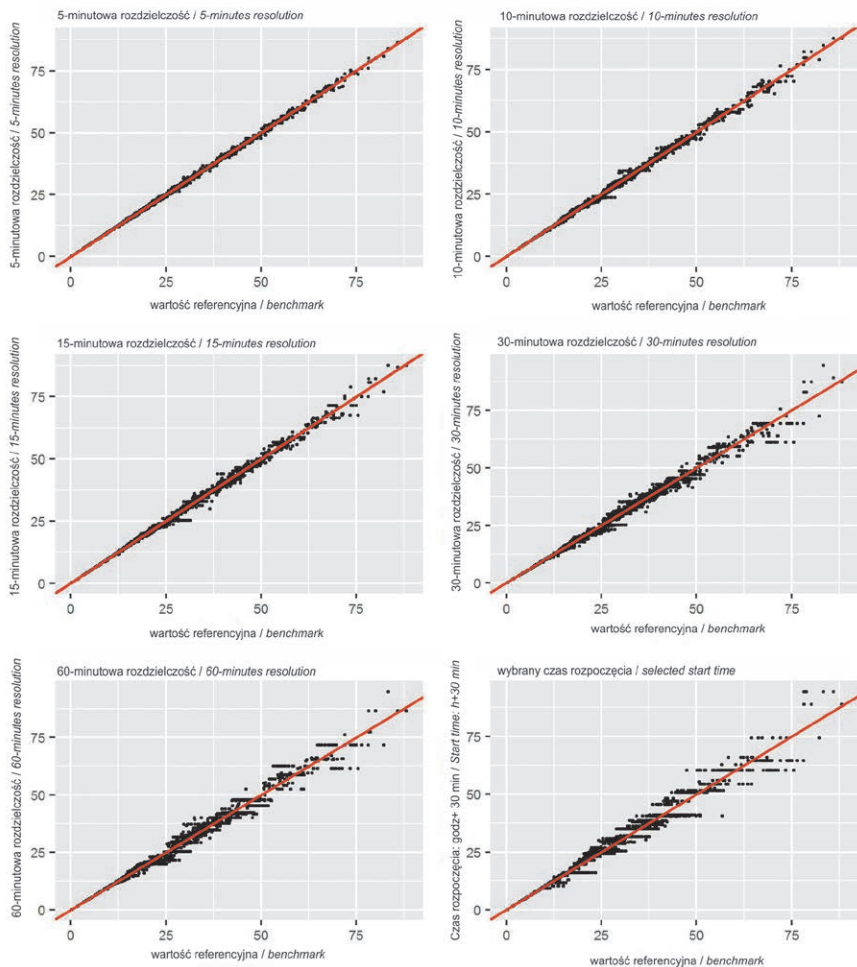 5-minutowa rozdzielczość / 5-minutes resolution
5-minutowa rozdzielczość / 5-minutes resolution
75
50
25
0
0 25 50 75
wartość referencyjna / benchmark
10-minutowa rozdzielczość / 10-minutes resolution
10-minutowa rozdzielczość / 10-minutes resolution
75
50
25
0
0 25 50 75
wartość referencyjna / benchmark
15-minutowa rozdzielczość / 15-minutes resolution
15-minutowa rozdzielczość / 15-minutes resolution
75
50
25
0
0 25 50 75
wartość referencyjna / benchmark
30-minutowa rozdzielczość / 30-minutes resolution
30-minutowa rozdzielczość / 30-minutes resolution
75
50
25
0
0 25 50 75
wartość referencyjna / benchmark
60-minutowa rozdzielczość / 60-minutes resolution
60-minutowa rozdzielczość / 60-minutes resolution
75
50
25
0
0 25 50 75
wartość referencyjna / benchmark
wybrany czas rozpoczęcia / selected start time
Czas rozpoczęcia: godz+ 30 min / Start time: h+30 min
75
50
25
0
0 25 50 75
wartość referencyjna / benchmark